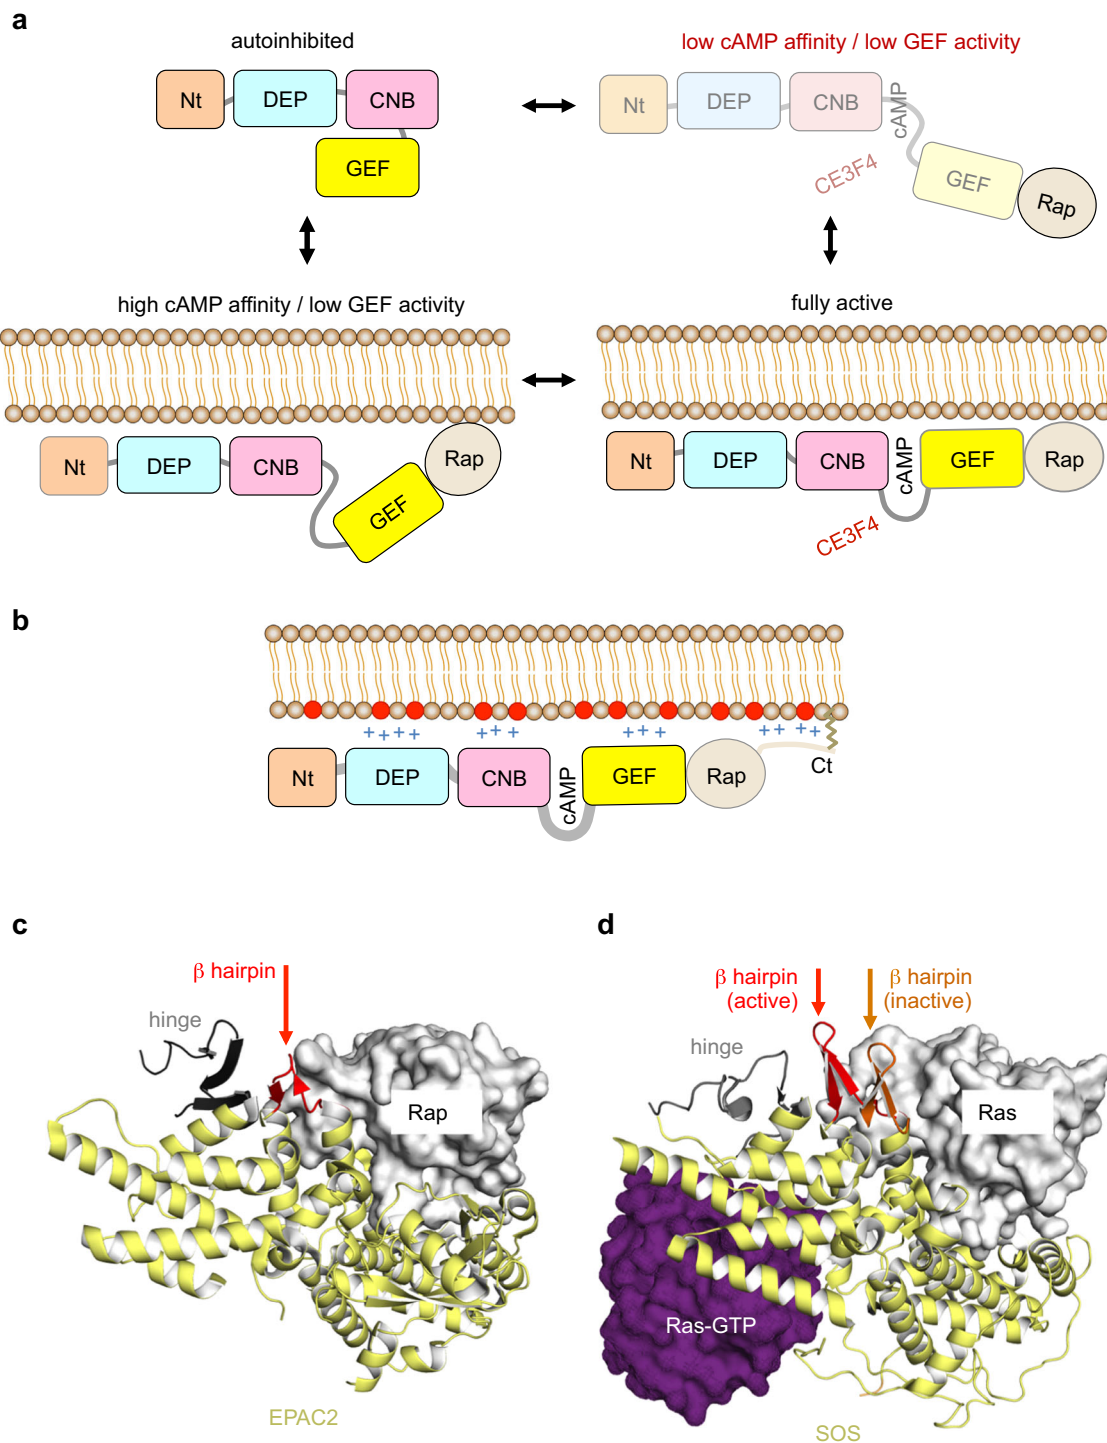 a
autoinhibited
Nt
DEP
CNB
GEF
low cAMP affinity / low GEF activity
Nt
DEP
CNB
cAMP
CE3F4
GEF
Rap
high cAMP affinity / low GEF activity
Nt
DEP
CNB
GEF
Rap
fully active
Nt
DEP
CNB
cAMP
GEF
Rap
CE3F4
b
++++
+++
+++
++ ++
Nt
DEP
CNB
cAMP
GEF
Rap
Ct
c
β hairpin
hinge
Rap
EPAC2
d
β hairpin
(active)
β hairpin
(inactive)
hinge
Ras
Ras-GTP
SOS